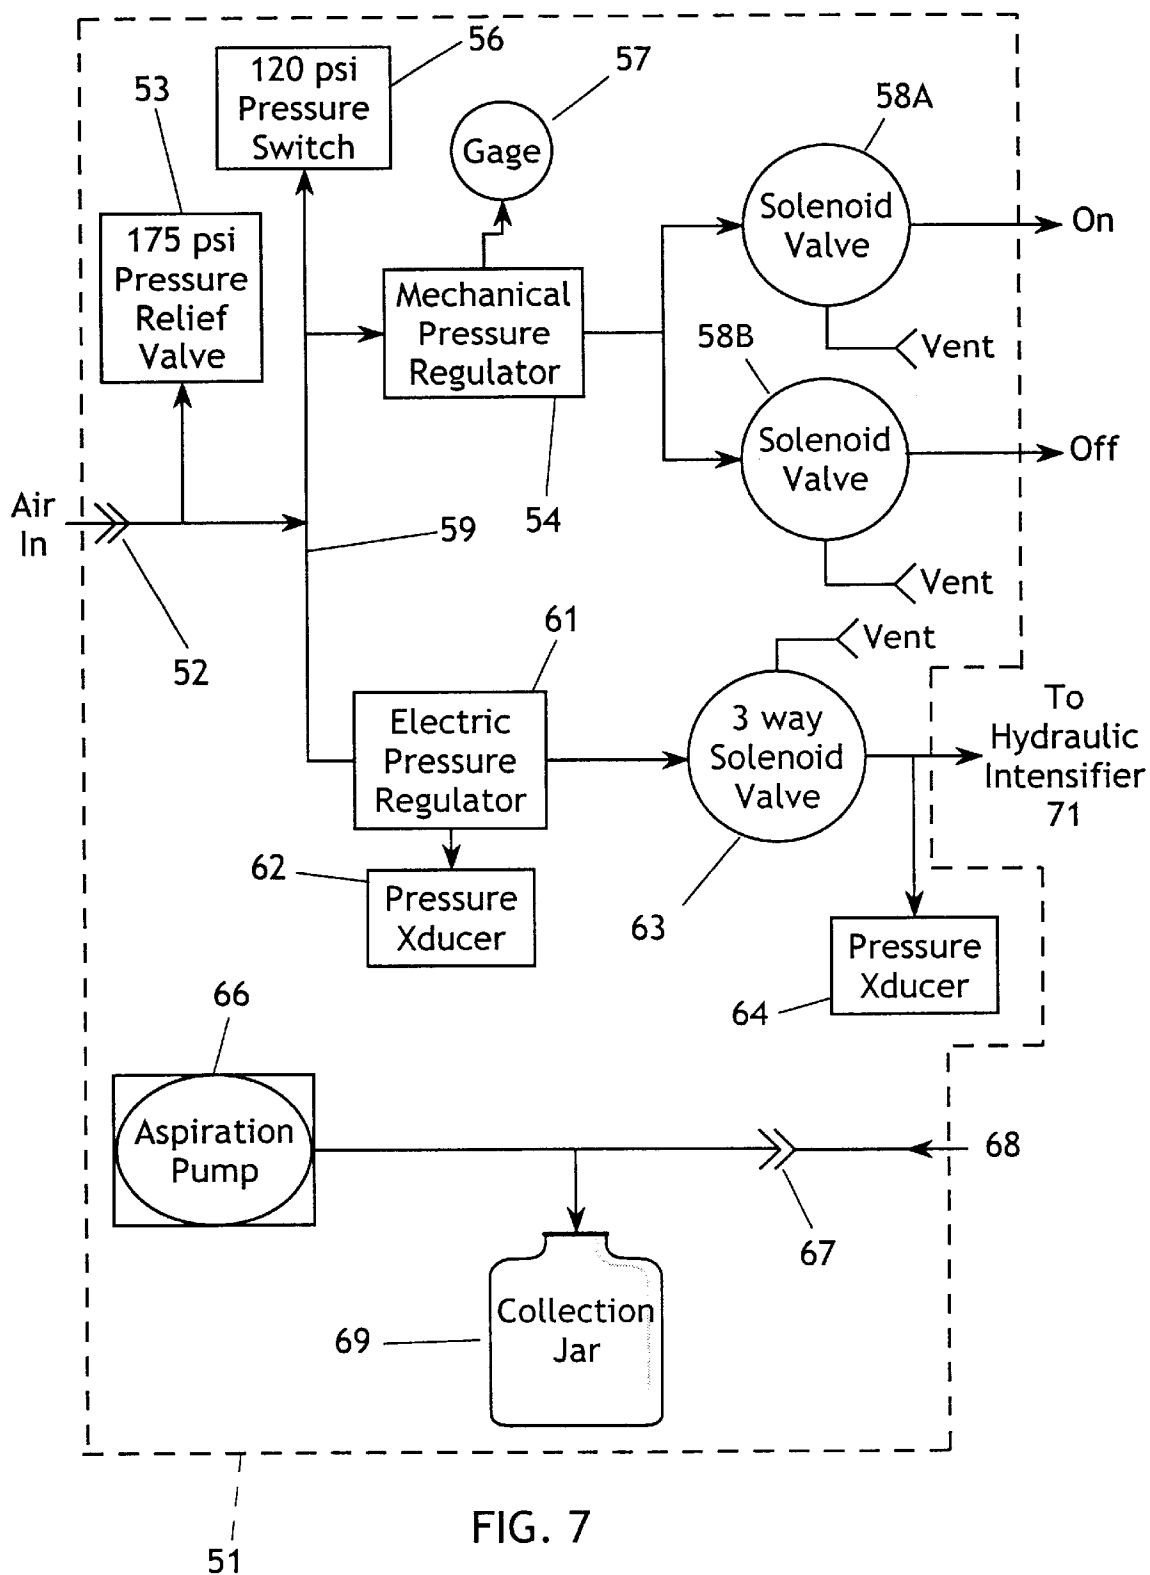 56
120 psi
Pressure
Switch
57
53
58A
Gage
Solenoid
Valve
On
175 psi
Pressure
Relief
Valve
Mechanical
Pressure
Regulator
58B
Vent
Solenoid
Valve
Off
Air
In
59
54
Vent
52
61
Vent
To
Hydraulic
Intensifier
71
Electric
Pressure
Regulator
3 way
Solenoid
Valve
62
Pressure
Xducer
63
Pressure
Xducer
64
66
Aspiration
Pump
68
67
Collection
Jar
69
FIG. 7
51